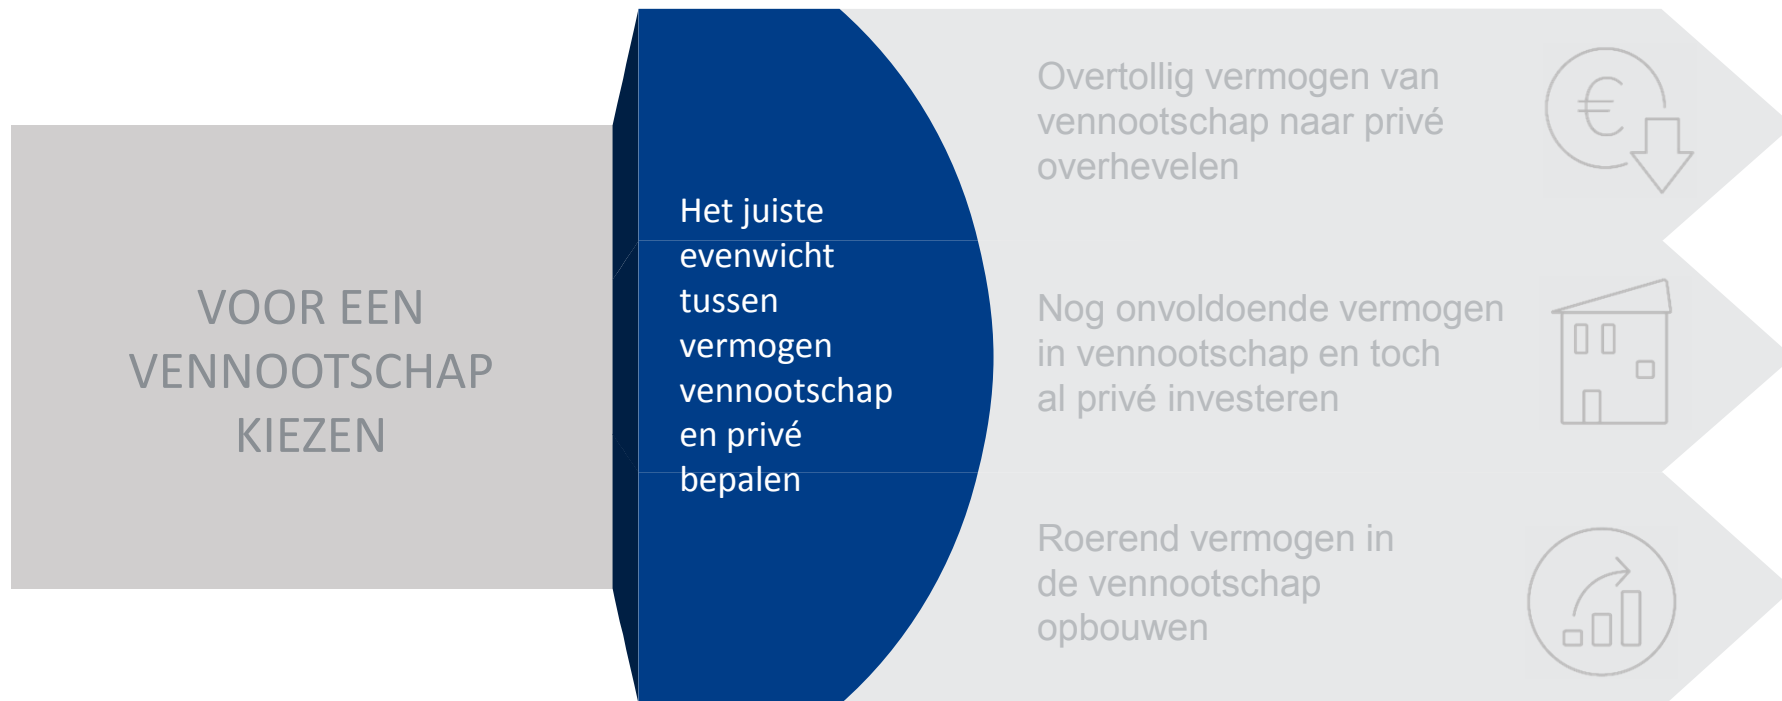 VOOR EEN
VENNOOTSCHAP
KIEZEN
Het juiste
evenwicht
tussen
vermogen
vennootschap
en privé
bepalen
Overtollig vermogen van
vennootschap naar privé
overhevelen
€
Nog onvoldoende vermogen
in vennootschap en toch
al privé investeren
Roerend vermogen in
de vennootschap
opbouwen